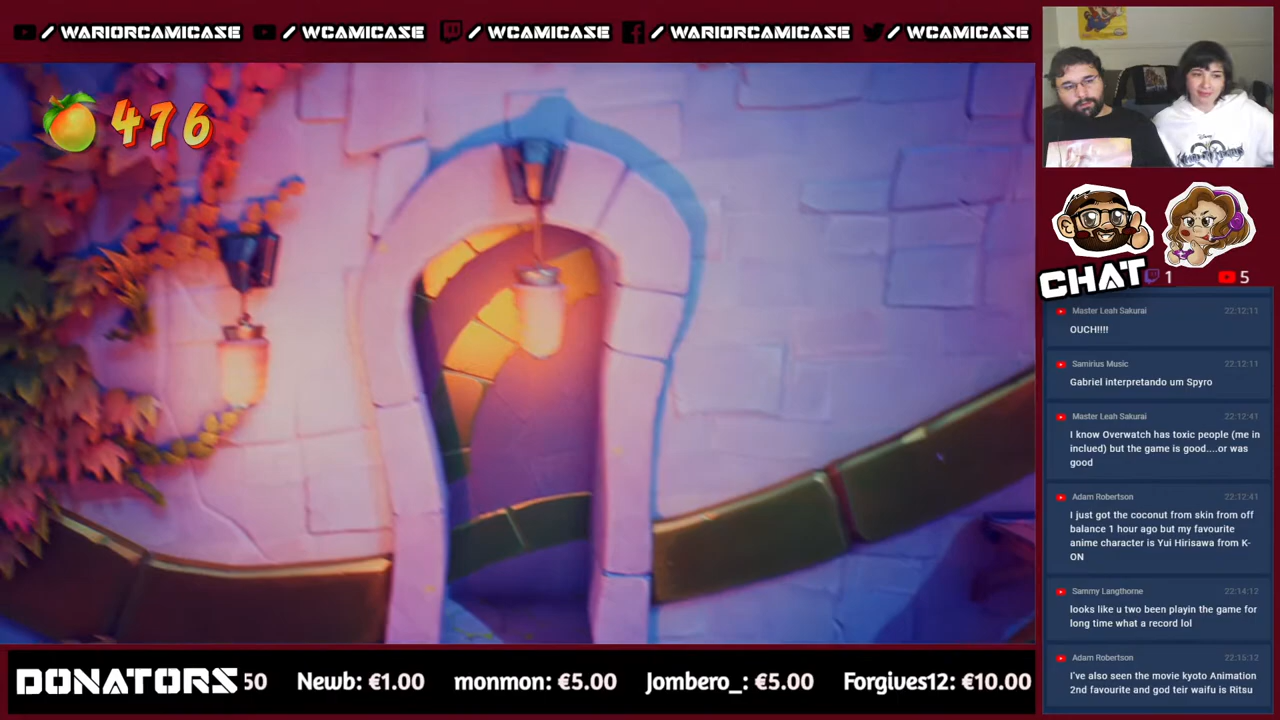 / WARIORCAMICASE / WCAMICASE / WCAMICASE / WARIORCAMICASE / WCAMICASE
476
Disney
CHAT 1 5
Master Leah Sakurai 22:12:11
OUCH!!!!
Samirius Music 22:12:11
Gabriel interpretando um Spyro
Master Leah Sakurai 22:12:41
I know Overwatch has toxic people (me in
inclued) but the game is good....or was
good
Adam Robertson 22:12:41
I just got the coconut from skin from off
balance 1 hour ago but my favourite
anime character is Yui Hirisawa from K-
ON
Sammy Langthorne 22:14:12
looks like u two been playin the game for
long time what a record lol
Adam Robertson 22:16:12
I've also seen the movie kyoto Animation
2nd favourite and god teir waifu is Ritsu
DONATORS 50 Newb: €1.00 monmon: €5.00 Jombero_: €5.00 Forgives12: €10.00